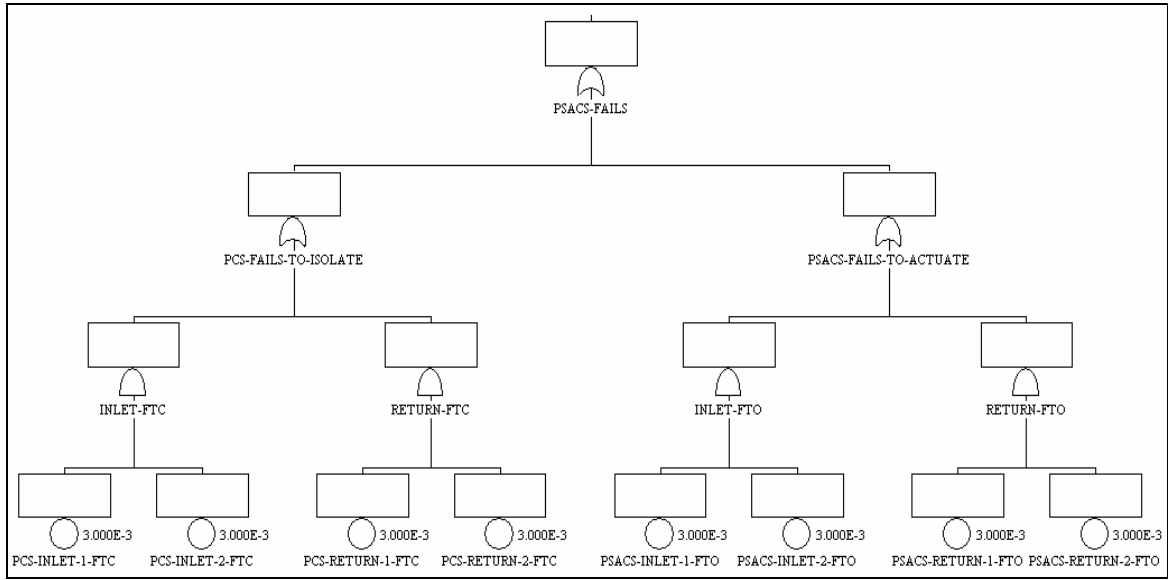 PSACS-FAILS
PCS-FAILS-TO-ISOLATE
PSACS-FAILS-TO-ACTUATE
INLET-FTC
RETURN-FTC
INLET-FTO
RETURN-FTO
3.000E-3
3.000E-3
3.000E-3
3.000E-3
3.000E-3
3.000E-3
3.000E-3
3.000E-3
PCS-INLET-1-FTC
PCS-INLET-2-FTC
PCS-RETURN-1-FTC
PCS-RETURN-2-FTC
PSACS-INLET-1-FTO
PSACS-INLET-2-FTO
PSACS-RETURN-1-FTO
PSACS-RETURN-2-FTO